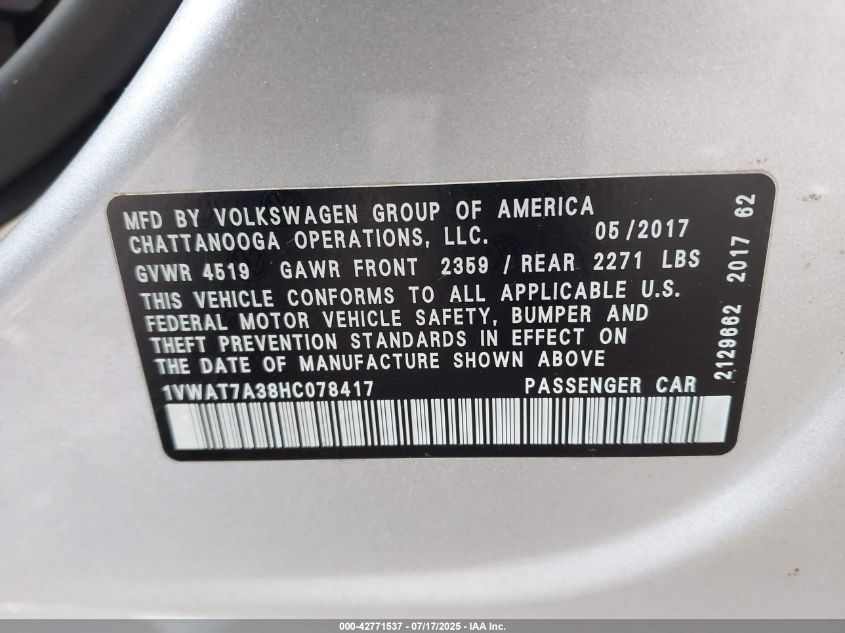 MFD BY VOLKSWAGEN GROUP OF AMERICA
CHATTANOOGA OPERATIONS, LLC. 05/2017
GVWR 4519 GAWR FRONT 2359 / REAR 2271 LBS
THIS VEHICLE CONFORMS TO ALL APPLICABLE U.S.
FEDERAL MOTOR VEHICLE SAFETY, BUMPER AND
THEFT PREVENTION STANDARDS IN EFFECT ON
THE DATE OF MANUFACTURE SHOWN ABOVE
1VWAT7A38HC078417 PASSENGER CAR
2129662 2017 62
000-42771537 - 07/17/2025 - IAA Inc.